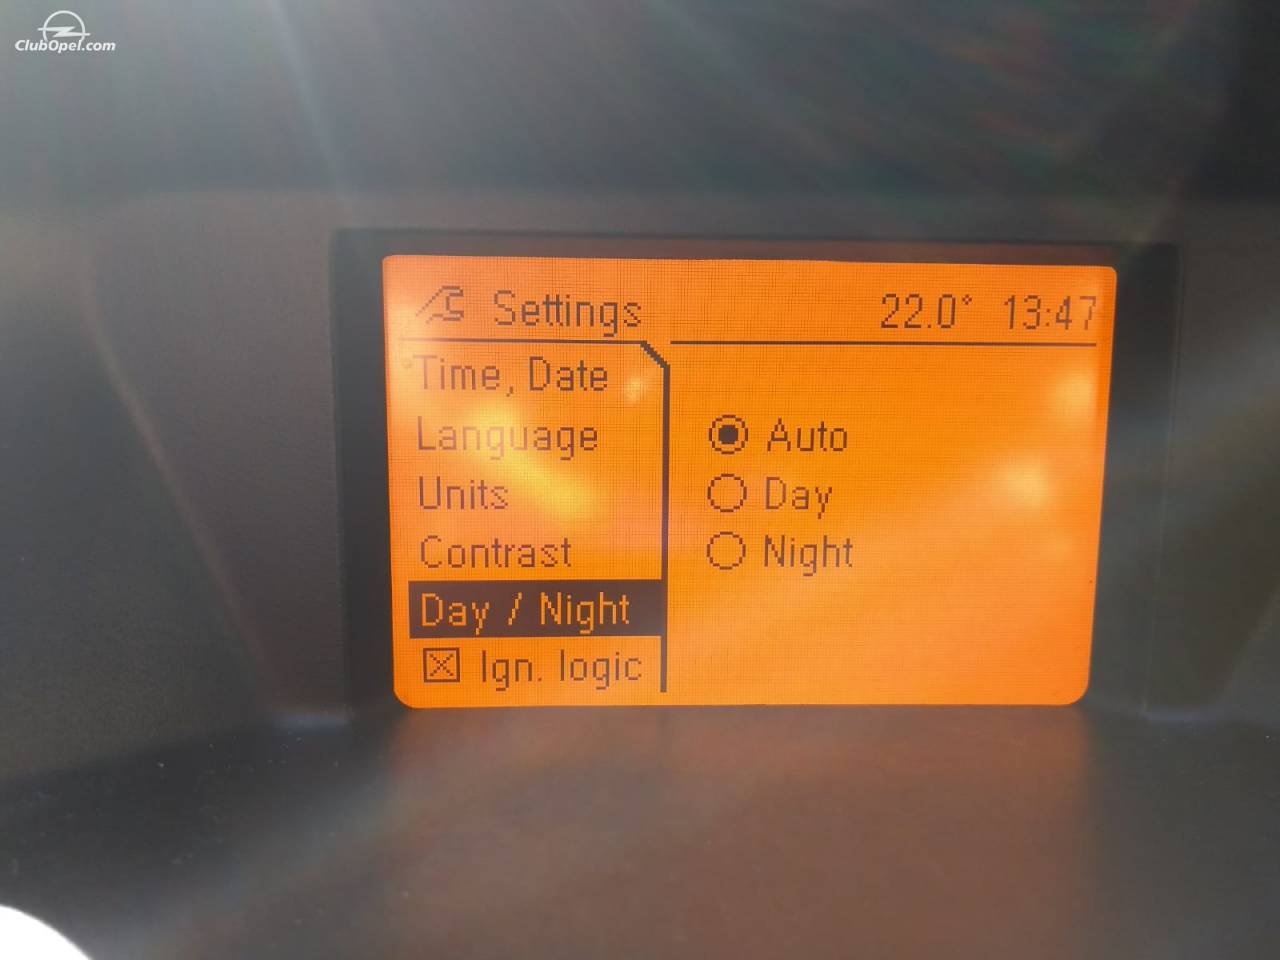 ClubOpel.com
Settings 22.0° 13:47
Time, Date
Language
Units
Contrast
Day / Night
Ign. logic
Auto
Day
Night